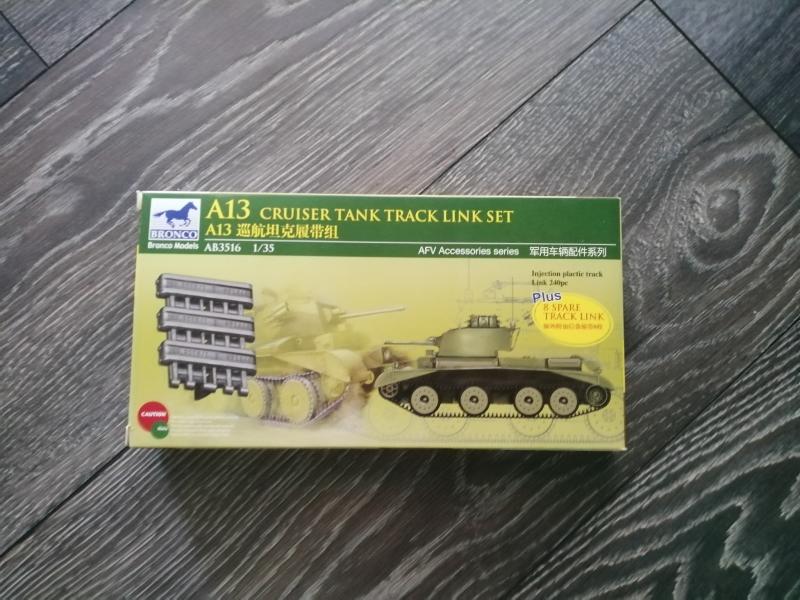 A13 CRUISER TANK TRACK LINK SET
A13 巡航坦克履带组
AB3516 1/35
BRONCO
Bronco Models
AFV Accessories series 军用车辆配件系列
Injection plactic track
Link 240pc
Plus
8 SPARE
TRACK LINK
CAUTION